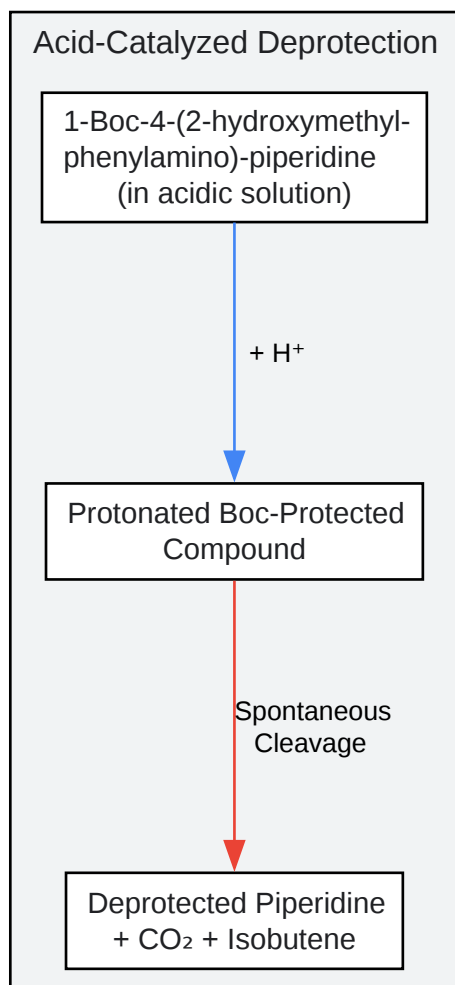 Acid-Catalyzed Deprotection
1-Boc-4-(2-hydroxymethyl-
phenylamino)-piperidine
(in acidic solution)
+ H⁺
Protonated Boc-Protected
Compound
Spontaneous
Cleavage
Deprotected Piperidine
+ CO₂ + Isobutene